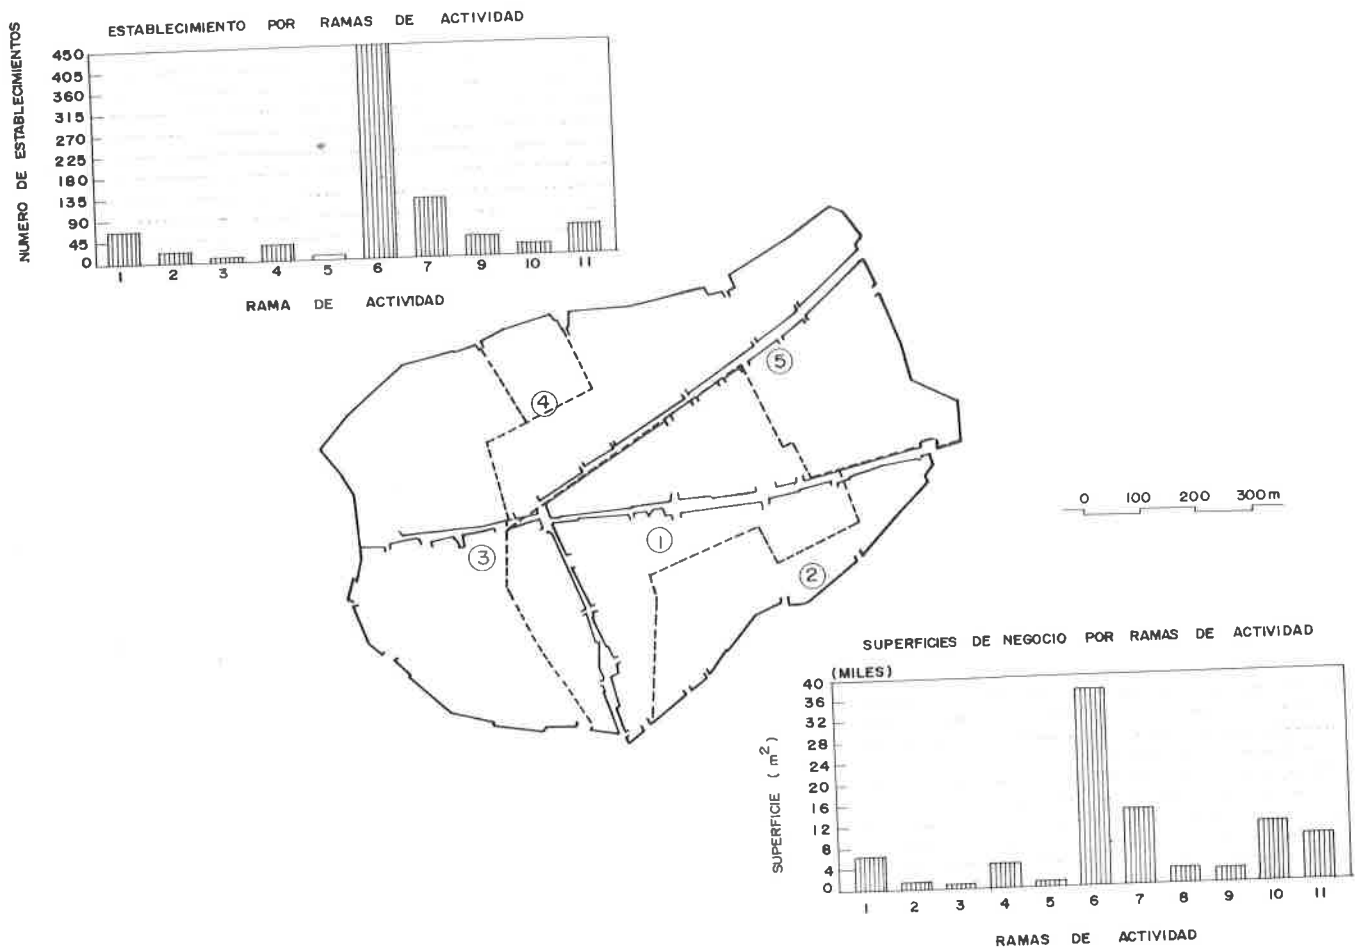 ESTABLECIMIENTO POR RAMAS DE ACTIVIDAD
NUMERO DE ESTABLECIMIENTOS
450
405
360
315
270
225
180
135
90
45
0
1 2 3 4 5 6 7 9 10 11
RAMA DE ACTIVIDAD
5
4
1
3
2
0 100 200 300 m
SUPERFICIES DE NEGOCIO POR RAMAS DE ACTIVIDAD
(MILES)
SUPERFICIE ( m²)
40
36
32
28
24
20
16
12
8
4
0
1 2 3 4 5 6 7 8 9 10 11
RAMAS DE ACTIVIDAD